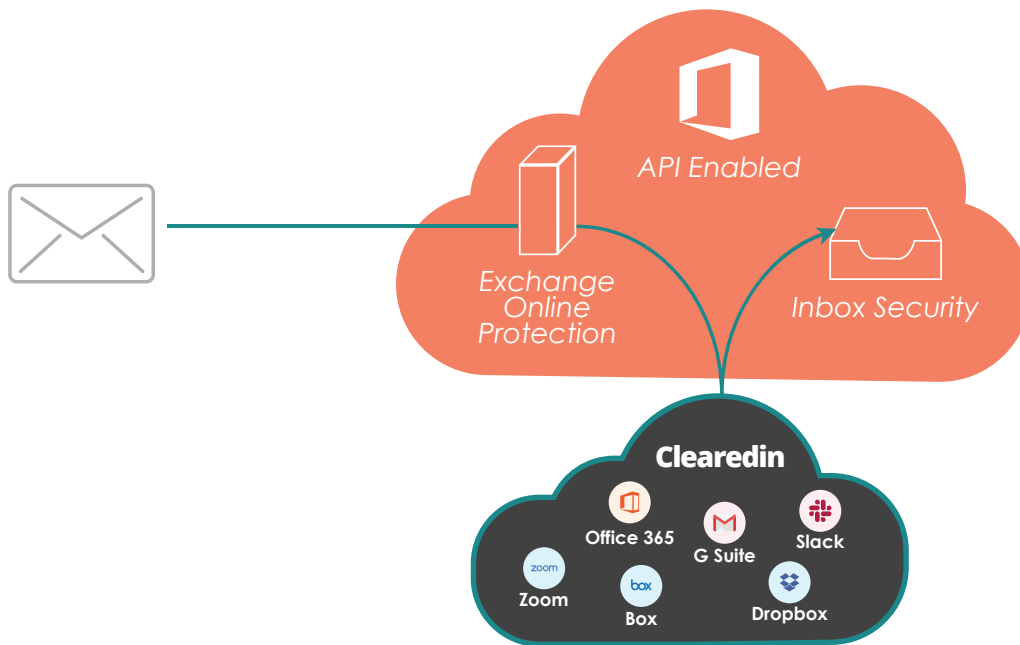 API Enabled
Exchange
Online
Protection
Inbox Security
Clearedin
Office 365
G Suite
Slack
zoom
Zoom
box
Box
Dropbox